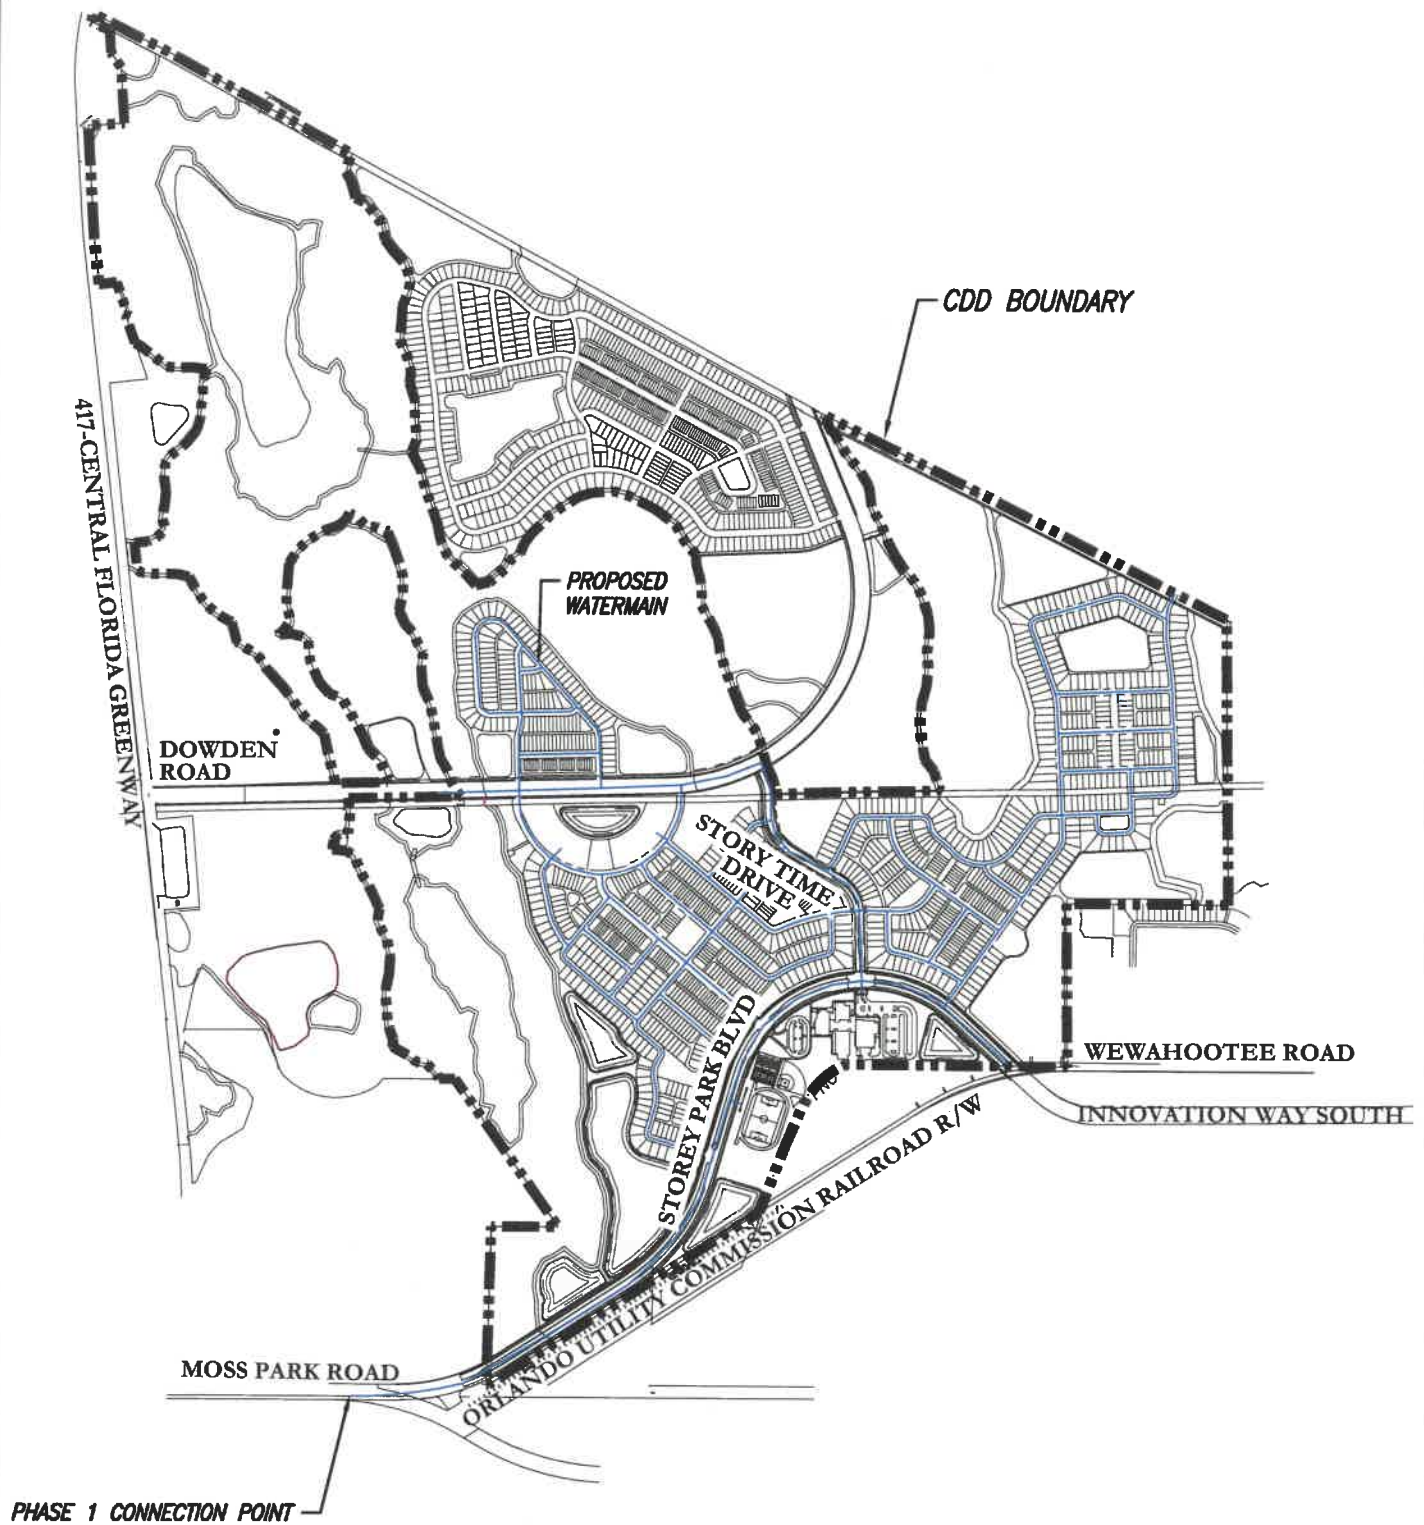 CDD BOUNDARY
417-CENTRAL FLORIDA GREENWAY
PROPOSED
WATERMAIN
DOWDEN
ROAD
STORY TIME
DRIVE
STOREY PARK BLVD
WEWAHOOTEE ROAD
INNOVATION WAY SOUTH
ORLANDO UTILITY COMMISSION RAILROAD R/W
MOSS PARK ROAD
PHASE 1 CONNECTION POINT